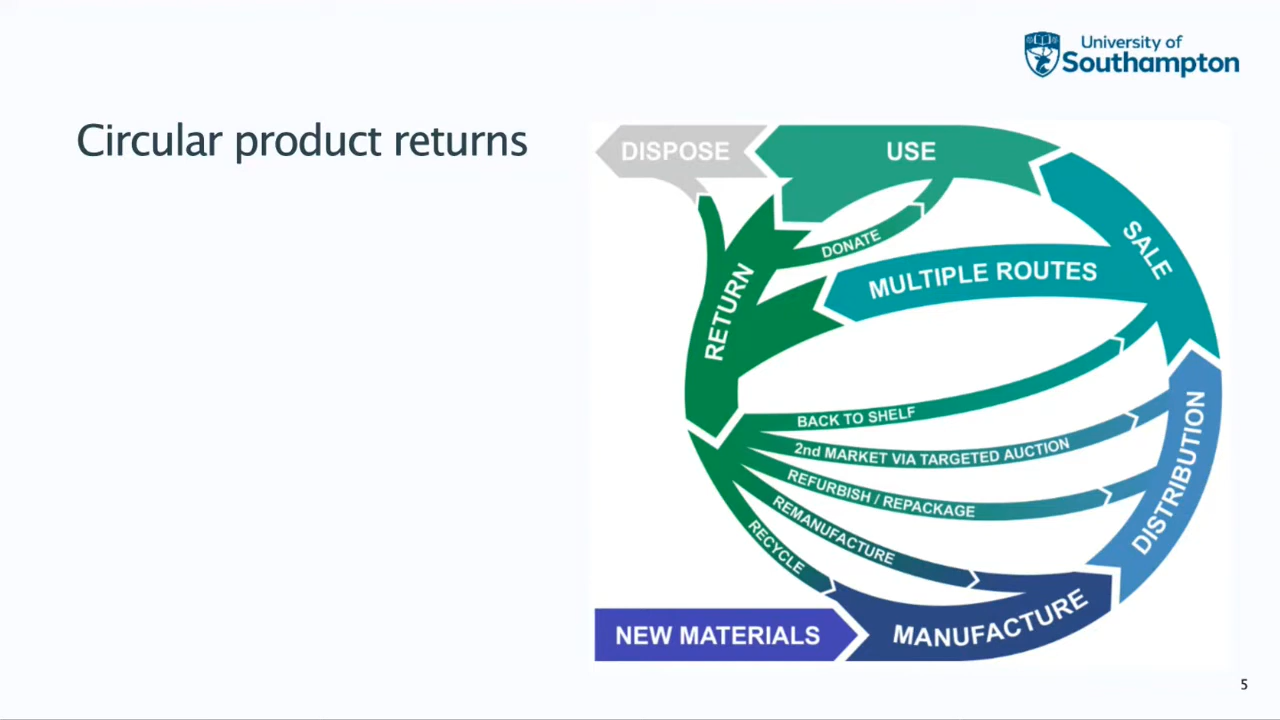 University of
Southampton
Circular product returns
DISPOSE
USE
SALE
DONATE
MULTIPLE ROUTES
RETURN
BACK TO SHELF
2nd MARKET VIA TARGETED AUCTION
REFURBISH / REPACKAGE
REMANUFACTURE
RECYCLE
DISTRIBUTION
NEW MATERIALS
MANUFACTURE
5